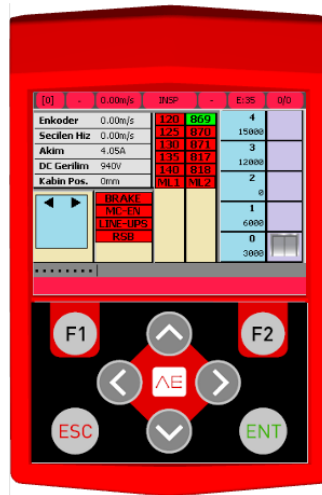 [0] - 0.00m/s INSP - E:35 0/0
Enkoder 0.00m/s 120 869 4
Secilen Hiz 0.00m/s 125 870 15000
Akim 4.05A 130 871 3
DC Gerilim 940V 135 817 12000
Kabin Pos. 0mm 140 818 2
ML1 ML2 0
BRAKE 1
MC-EN 6000
LINE-UPS 0
RSB 3000
F1 F2
ΛE
ESC ENT